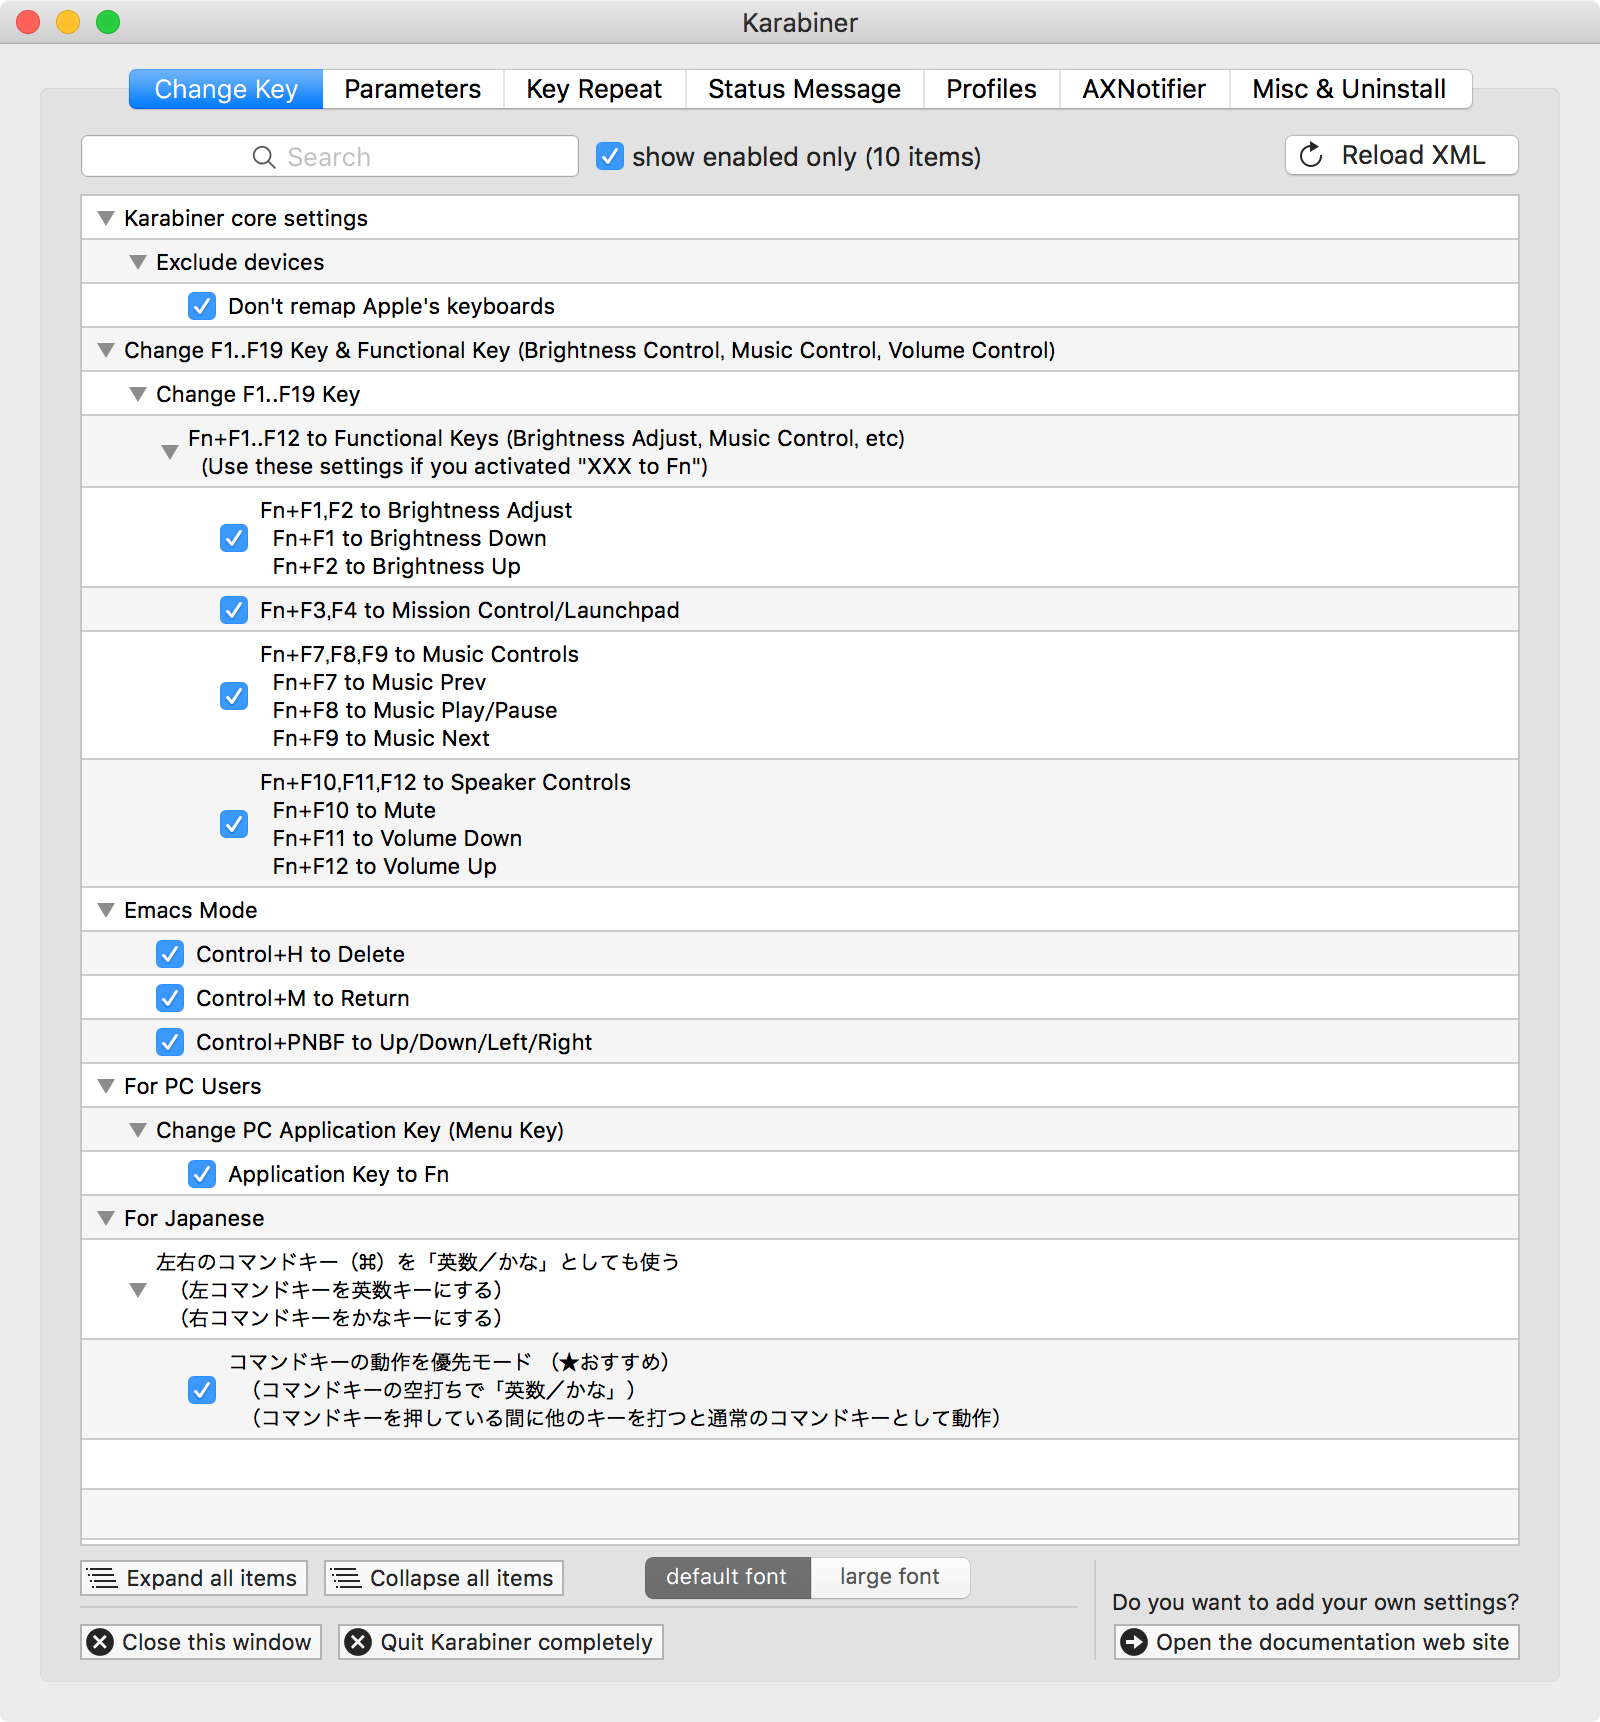 Karabiner
Change Key Parameters Key Repeat Status Message Profiles AXNotifier Misc & Uninstall
Search show enabled only (10 items) Reload XML
Karabiner core settings
Exclude devices
Don't remap Apple's keyboards
Change F1..F19 Key & Functional Key (Brightness Control, Music Control, Volume Control)
Change F1..F19 Key
Fn+F1..F12 to Functional Keys (Brightness Adjust, Music Control, etc)
(Use these settings if you activated "XXX to Fn")
Fn+F1,F2 to Brightness Adjust
Fn+F1 to Brightness Down
Fn+F2 to Brightness Up
Fn+F3,F4 to Mission Control/Launchpad
Fn+F7,F8,F9 to Music Controls
Fn+F7 to Music Prev
Fn+F8 to Music Play/Pause
Fn+F9 to Music Next
Fn+F10,F11,F12 to Speaker Controls
Fn+F10 to Mute
Fn+F11 to Volume Down
Fn+F12 to Volume Up
Emacs Mode
Control+H to Delete
Control+M to Return
Control+PNBF to Up/Down/Left/Right
For PC Users
Change PC Application Key (Menu Key)
Application Key to Fn
For Japanese
左右のコマンドキー（⌘）を「英数／かな」としても使う
（左コマンドキーを英数キーにする）
（右コマンドキーをかなキーにする）
コマンドキーの動作を優先モード （★おすすめ）
（コマンドキーの空打ちで「英数／かな」）
（コマンドキーを押している間に他のキーを打つと通常のコマンドキーとして動作）
Expand all items Collapse all items default font large font
Do you want to add your own settings?
Close this window Quit Karabiner completely Open the documentation web site